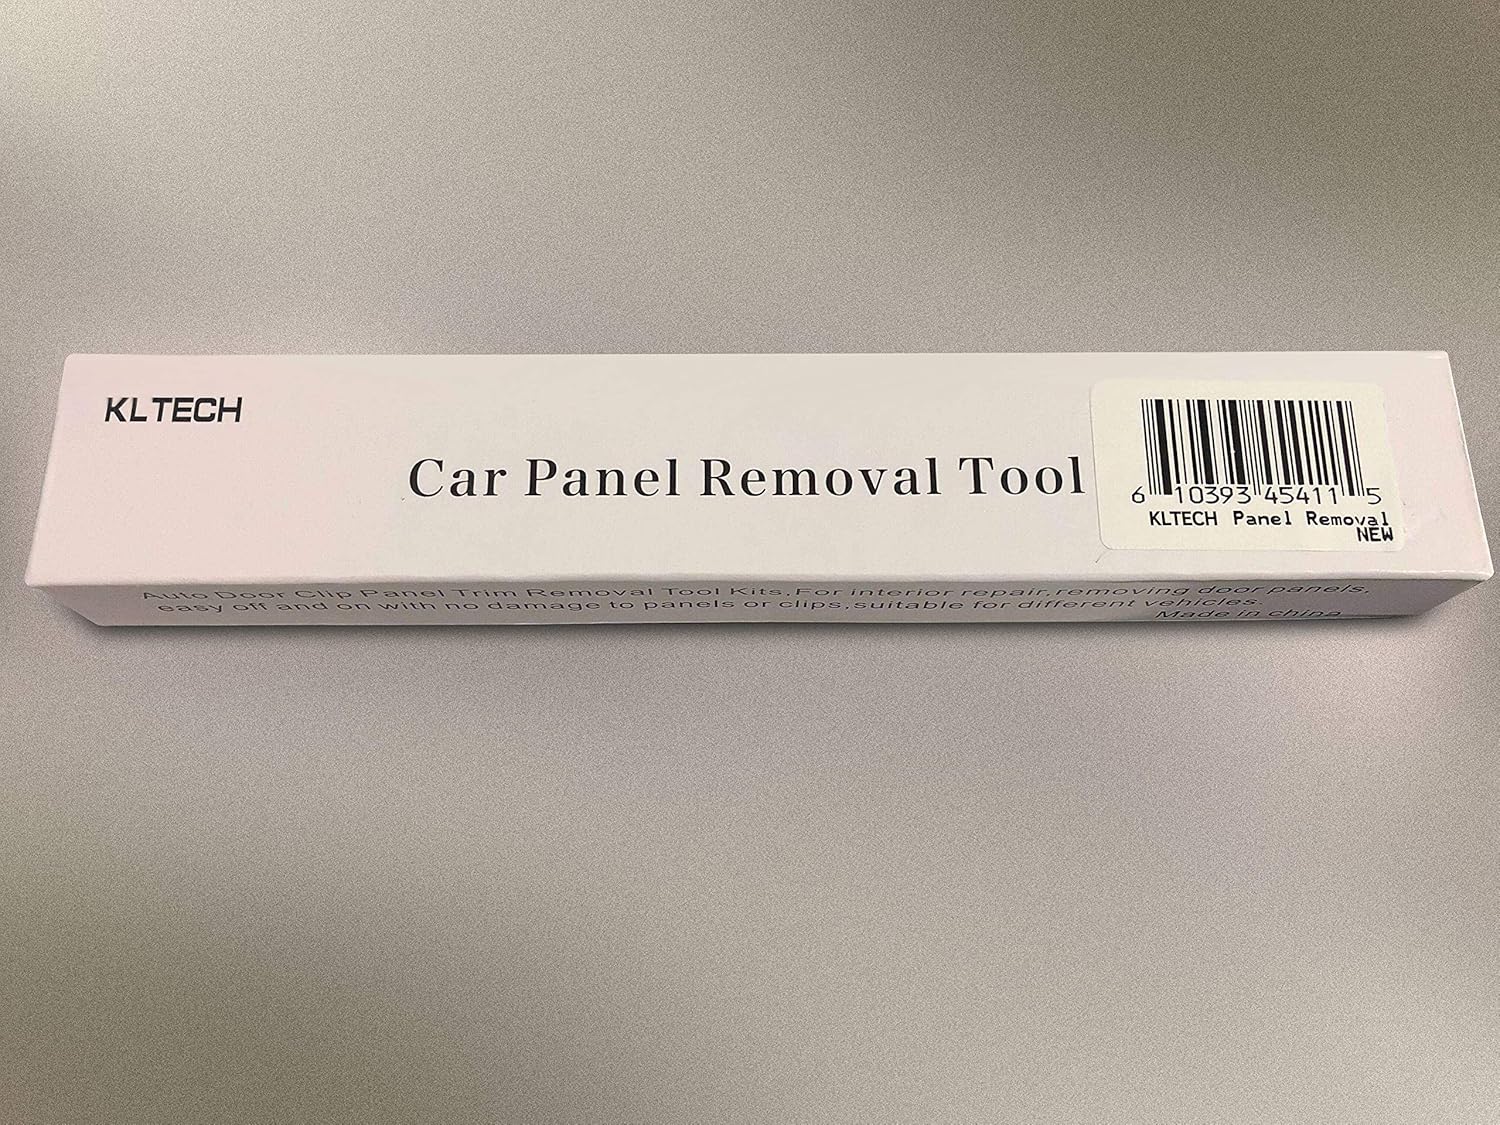 KLTECH
Car Panel Removal Tool
6 10393 45411 5
KLTECH Panel Removal
NEW
Auto Door Clip Panel Trim Removal Tool Kits,For interior repair,removing door panels,
easy off and on with no damage to panels or clips,suitable for different vehicles.
Made in china